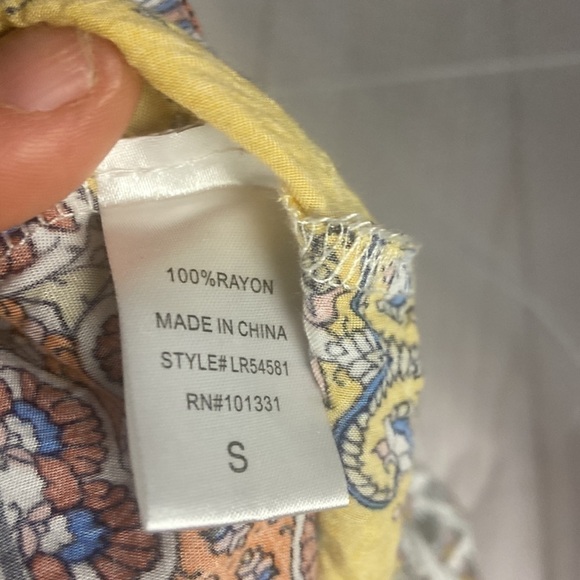 100%RAYON
MADE IN CHINA
STYLE# LR54581
RN#101331
S